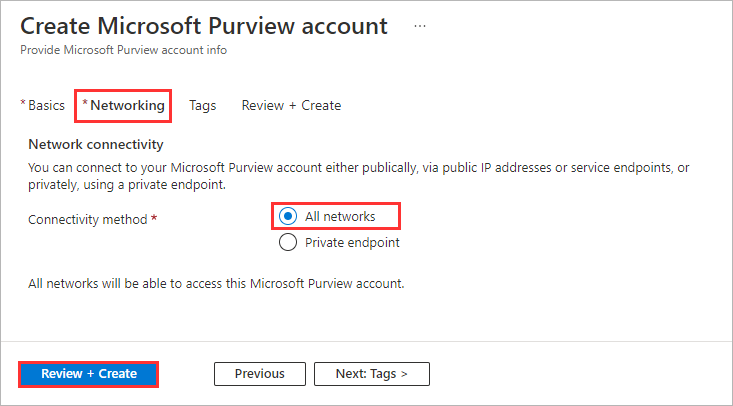 Create Microsoft Purview account ...
Provide Microsoft Purview account info
* Basics * Networking Tags Review + Create
Network connectivity
You can connect to your Microsoft Purview account either publically, via public IP addresses or service endpoints, or
privately, using a private endpoint.
Connectivity method * All networks
Private endpoint
All networks will be able to access this Microsoft Purview account.
Review + Create Previous Next: Tags >